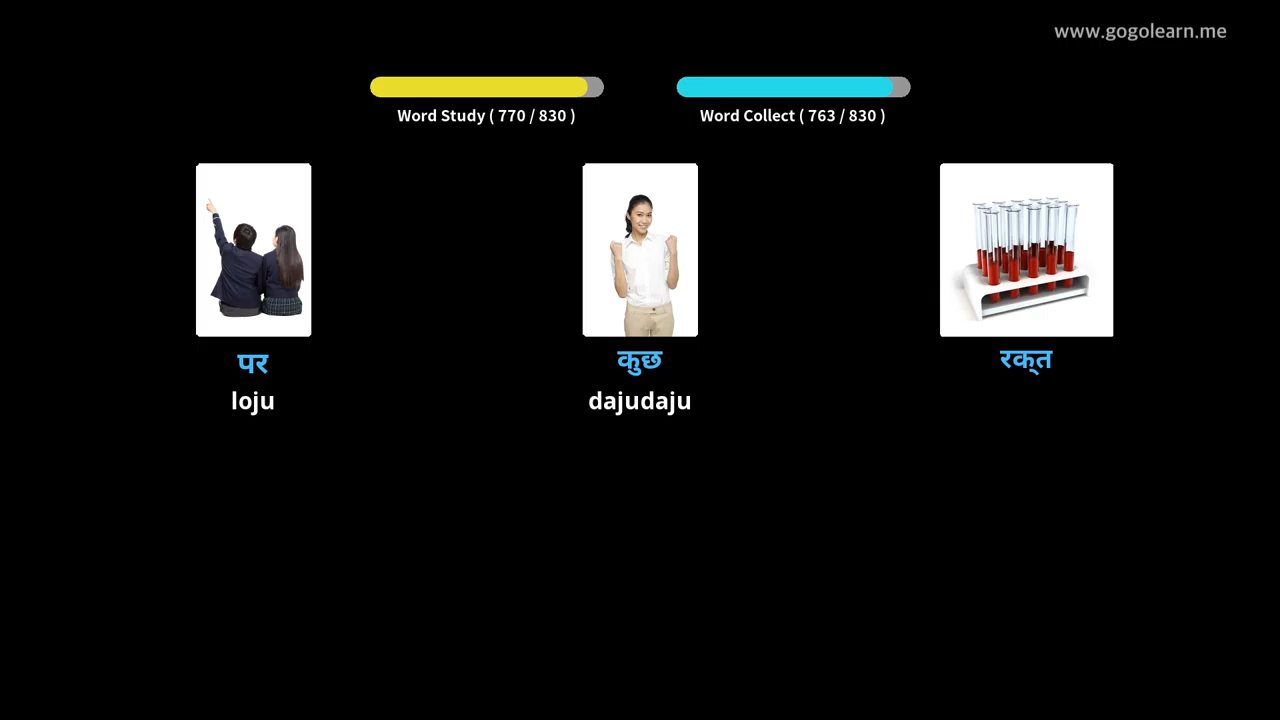 www.gogolearn.me
Word Study ( 770 / 830 )
Word Collect ( 763 / 830 )
पर
कुछ
रक्त
loju
dajudaju